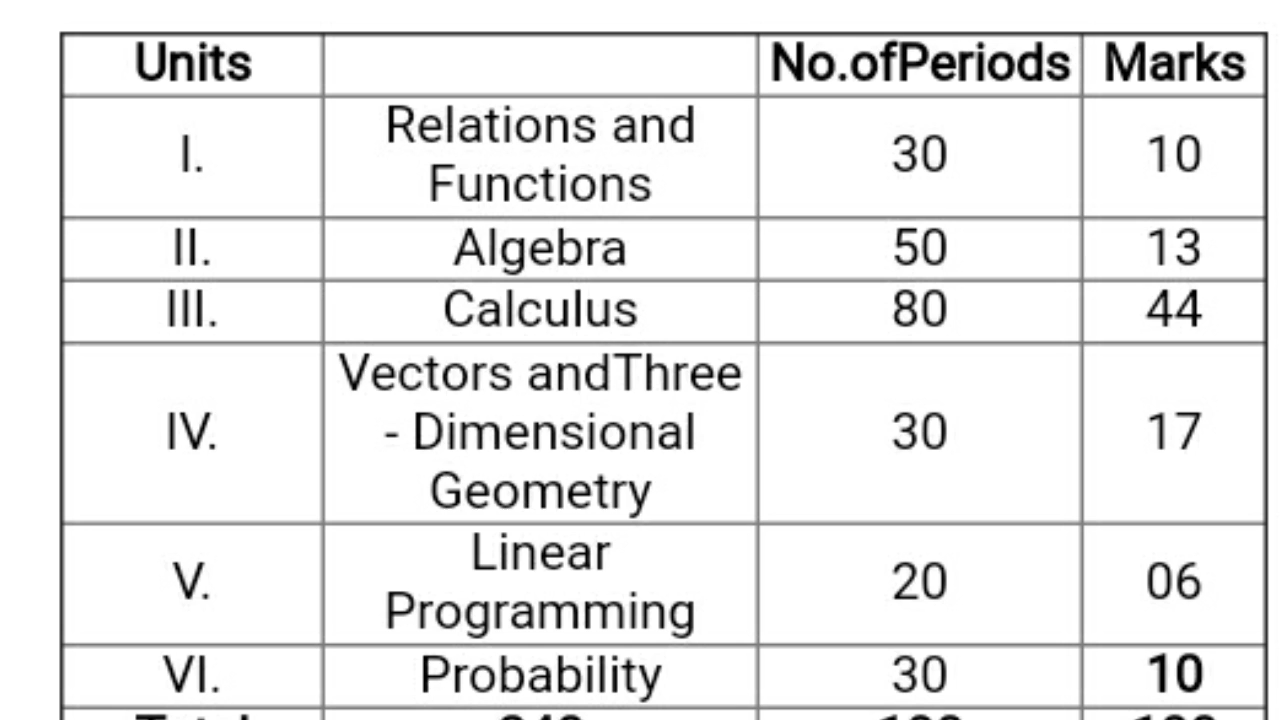 Units No.ofPeriods Marks
I. Relations and Functions 30 10
II. Algebra 50 13
III. Calculus 80 44
IV. Vectors andThree - Dimensional Geometry 30 17
V. Linear Programming 20 06
VI. Probability 30 10